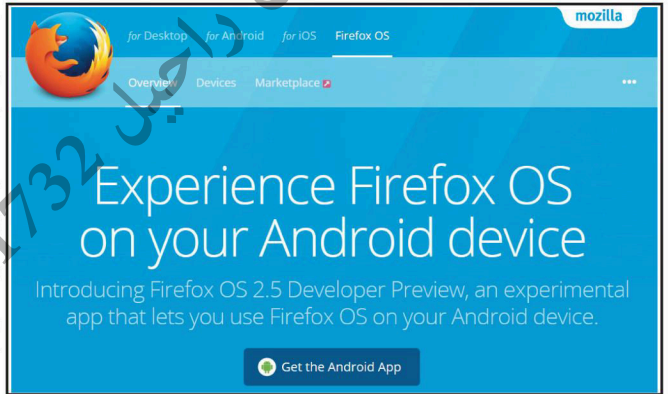 mozilla
for Desktop for Android for iOS Firefox OS
Overview Devices Marketplace
Experience Firefox OS
on your Android device
Introducing Firefox OS 2.5 Developer Preview, an experimental
app that lets you use Firefox OS on your Android device.
Get the Android App
راحيل
1732